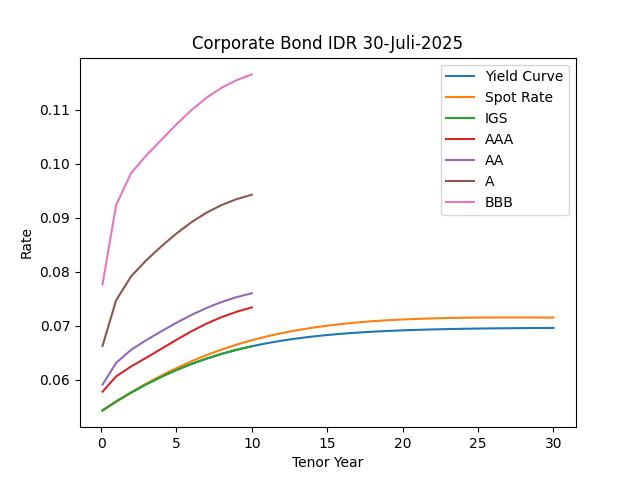 Corporate Bond IDR 30-Juli-2025
Yield Curve
Spot Rate
IGS
AAA
AA
A
BBB
0.11
0.10
0.09
0.08
0.07
0.06
Rate
0 5 10 15 20 25 30
Tenor Year